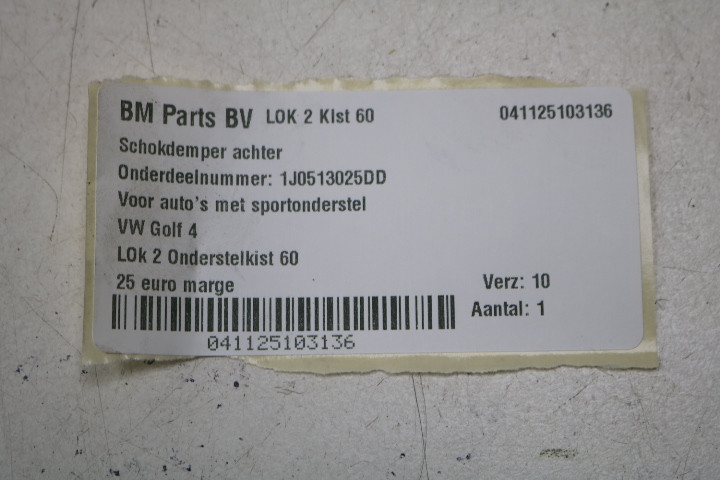 BM Parts BV LOK 2 Kist 60 041125103136
Schokdemper achter
Onderdeelnummer: 1J0513025DD
Voor auto's met sportonderstel
VW Golf 4
LOk 2 Onderstelkist 60
25 euro marge Verz: 10
Aantal: 1
041125103136